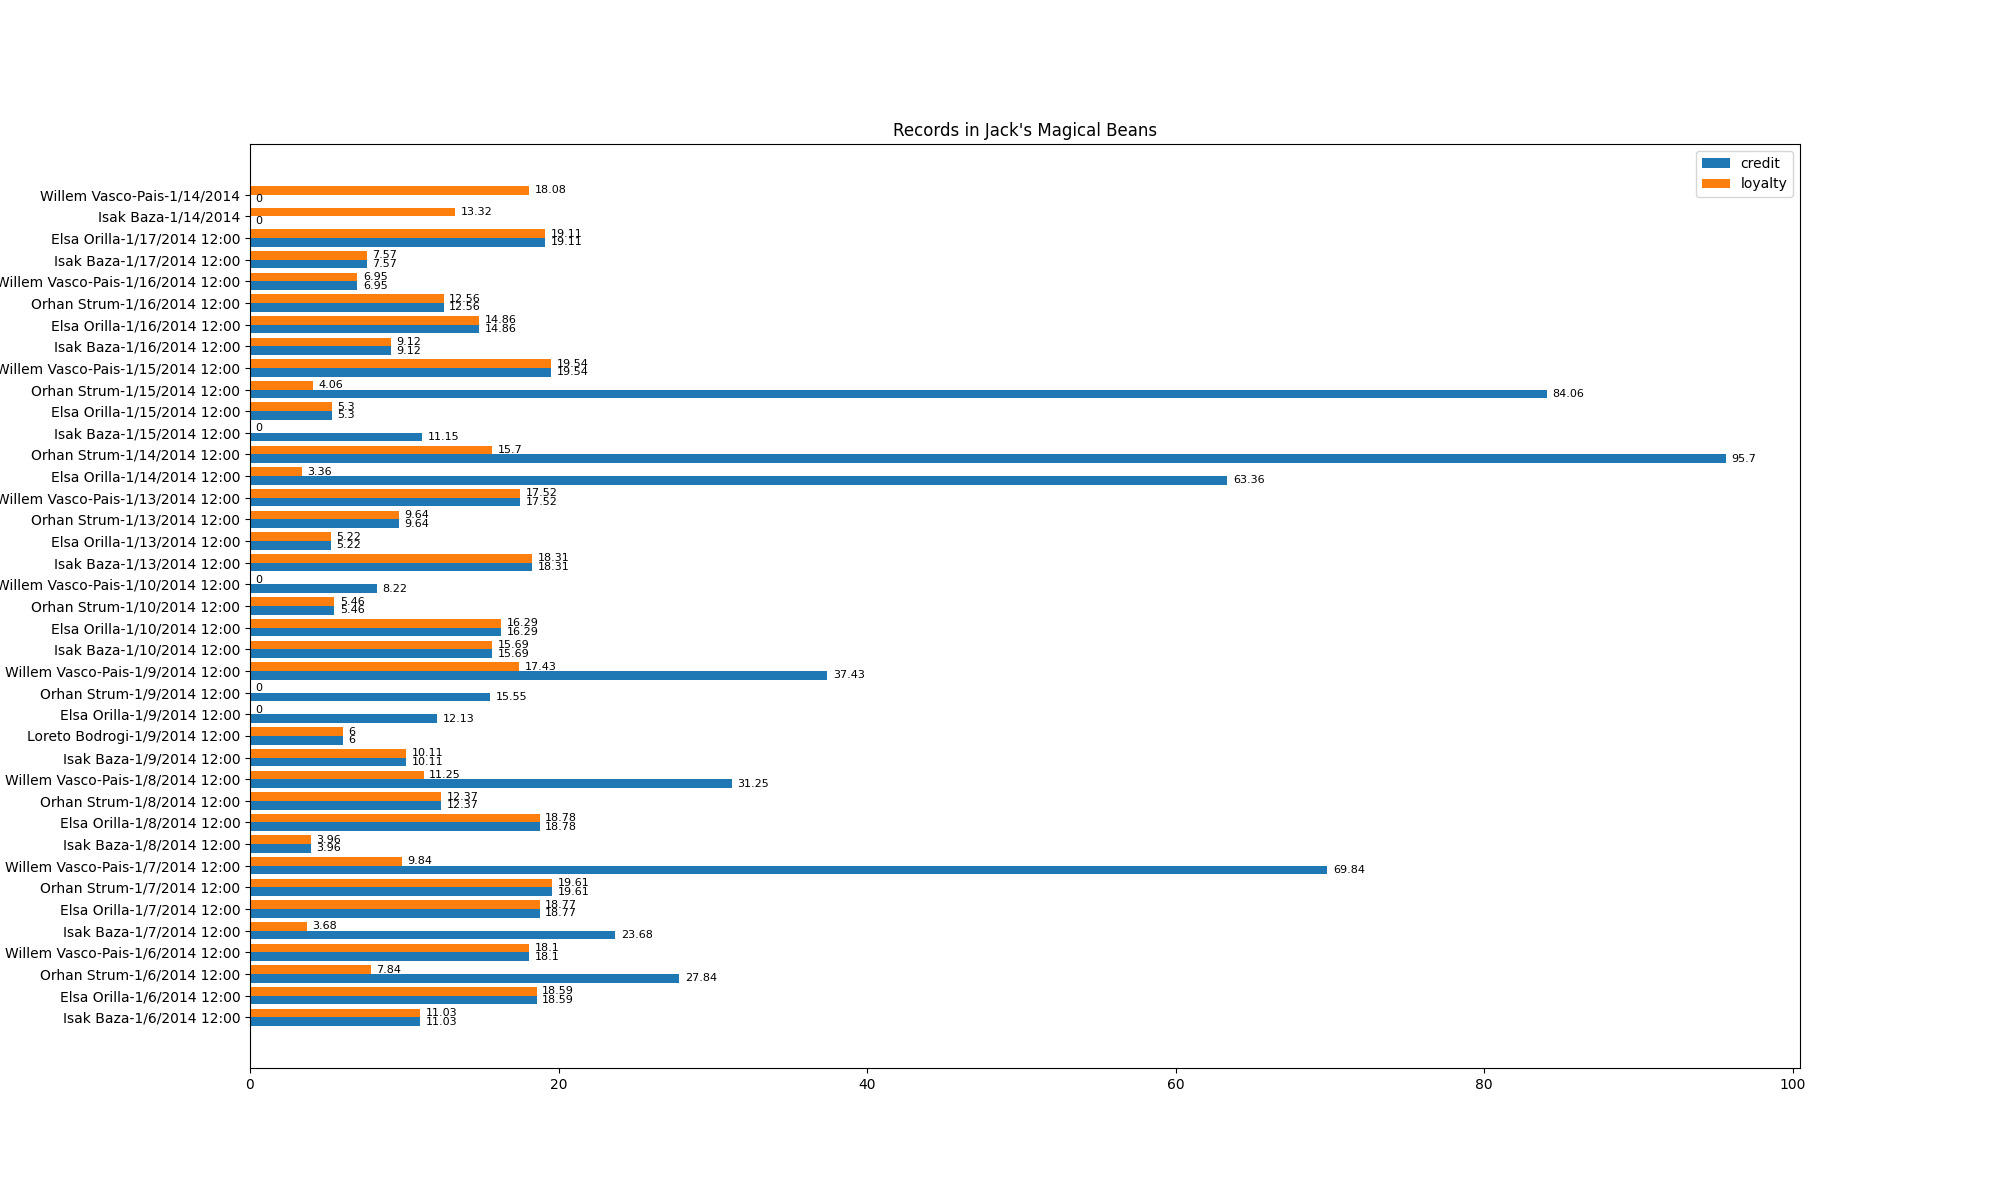 Records in Jack's Magical Beans
credit
loyalty
Willem Vasco-Pais-1/14/2014
18.08
0
Isak Baza-1/14/2014
13.32
0
Elsa Orilla-1/17/2014 12:00
19.11
19.11
Isak Baza-1/17/2014 12:00
7.57
7.57
Willem Vasco-Pais-1/16/2014 12:00
6.95
6.95
Orhan Strum-1/16/2014 12:00
12.56
12.56
Elsa Orilla-1/16/2014 12:00
14.86
14.86
Isak Baza-1/16/2014 12:00
9.12
9.12
Willem Vasco-Pais-1/15/2014 12:00
19.54
19.54
Orhan Strum-1/15/2014 12:00
4.06
84.06
Elsa Orilla-1/15/2014 12:00
5.3
5.3
Isak Baza-1/15/2014 12:00
0
11.15
Orhan Strum-1/14/2014 12:00
15.7
95.7
Elsa Orilla-1/14/2014 12:00
3.36
63.36
Willem Vasco-Pais-1/13/2014 12:00
17.52
17.52
Orhan Strum-1/13/2014 12:00
9.64
9.64
Elsa Orilla-1/13/2014 12:00
5.22
5.22
Isak Baza-1/13/2014 12:00
18.31
18.31
Willem Vasco-Pais-1/10/2014 12:00
0
8.22
Orhan Strum-1/10/2014 12:00
5.46
5.46
Elsa Orilla-1/10/2014 12:00
16.29
16.29
Isak Baza-1/10/2014 12:00
15.69
15.69
Willem Vasco-Pais-1/9/2014 12:00
17.43
37.43
Orhan Strum-1/9/2014 12:00
0
15.55
Elsa Orilla-1/9/2014 12:00
0
12.13
Loreto Bodrogi-1/9/2014 12:00
6
6
Isak Baza-1/9/2014 12:00
10.11
10.11
Willem Vasco-Pais-1/8/2014 12:00
11.25
31.25
Orhan Strum-1/8/2014 12:00
12.37
12.37
Elsa Orilla-1/8/2014 12:00
18.78
18.78
Isak Baza-1/8/2014 12:00
3.96
3.96
Willem Vasco-Pais-1/7/2014 12:00
9.84
69.84
Orhan Strum-1/7/2014 12:00
19.61
19.61
Elsa Orilla-1/7/2014 12:00
18.77
18.77
Isak Baza-1/7/2014 12:00
3.68
23.68
Willem Vasco-Pais-1/6/2014 12:00
18.1
18.1
Orhan Strum-1/6/2014 12:00
7.84
27.84
Elsa Orilla-1/6/2014 12:00
18.59
18.59
Isak Baza-1/6/2014 12:00
11.03
11.03
0 20 40 60 80 100